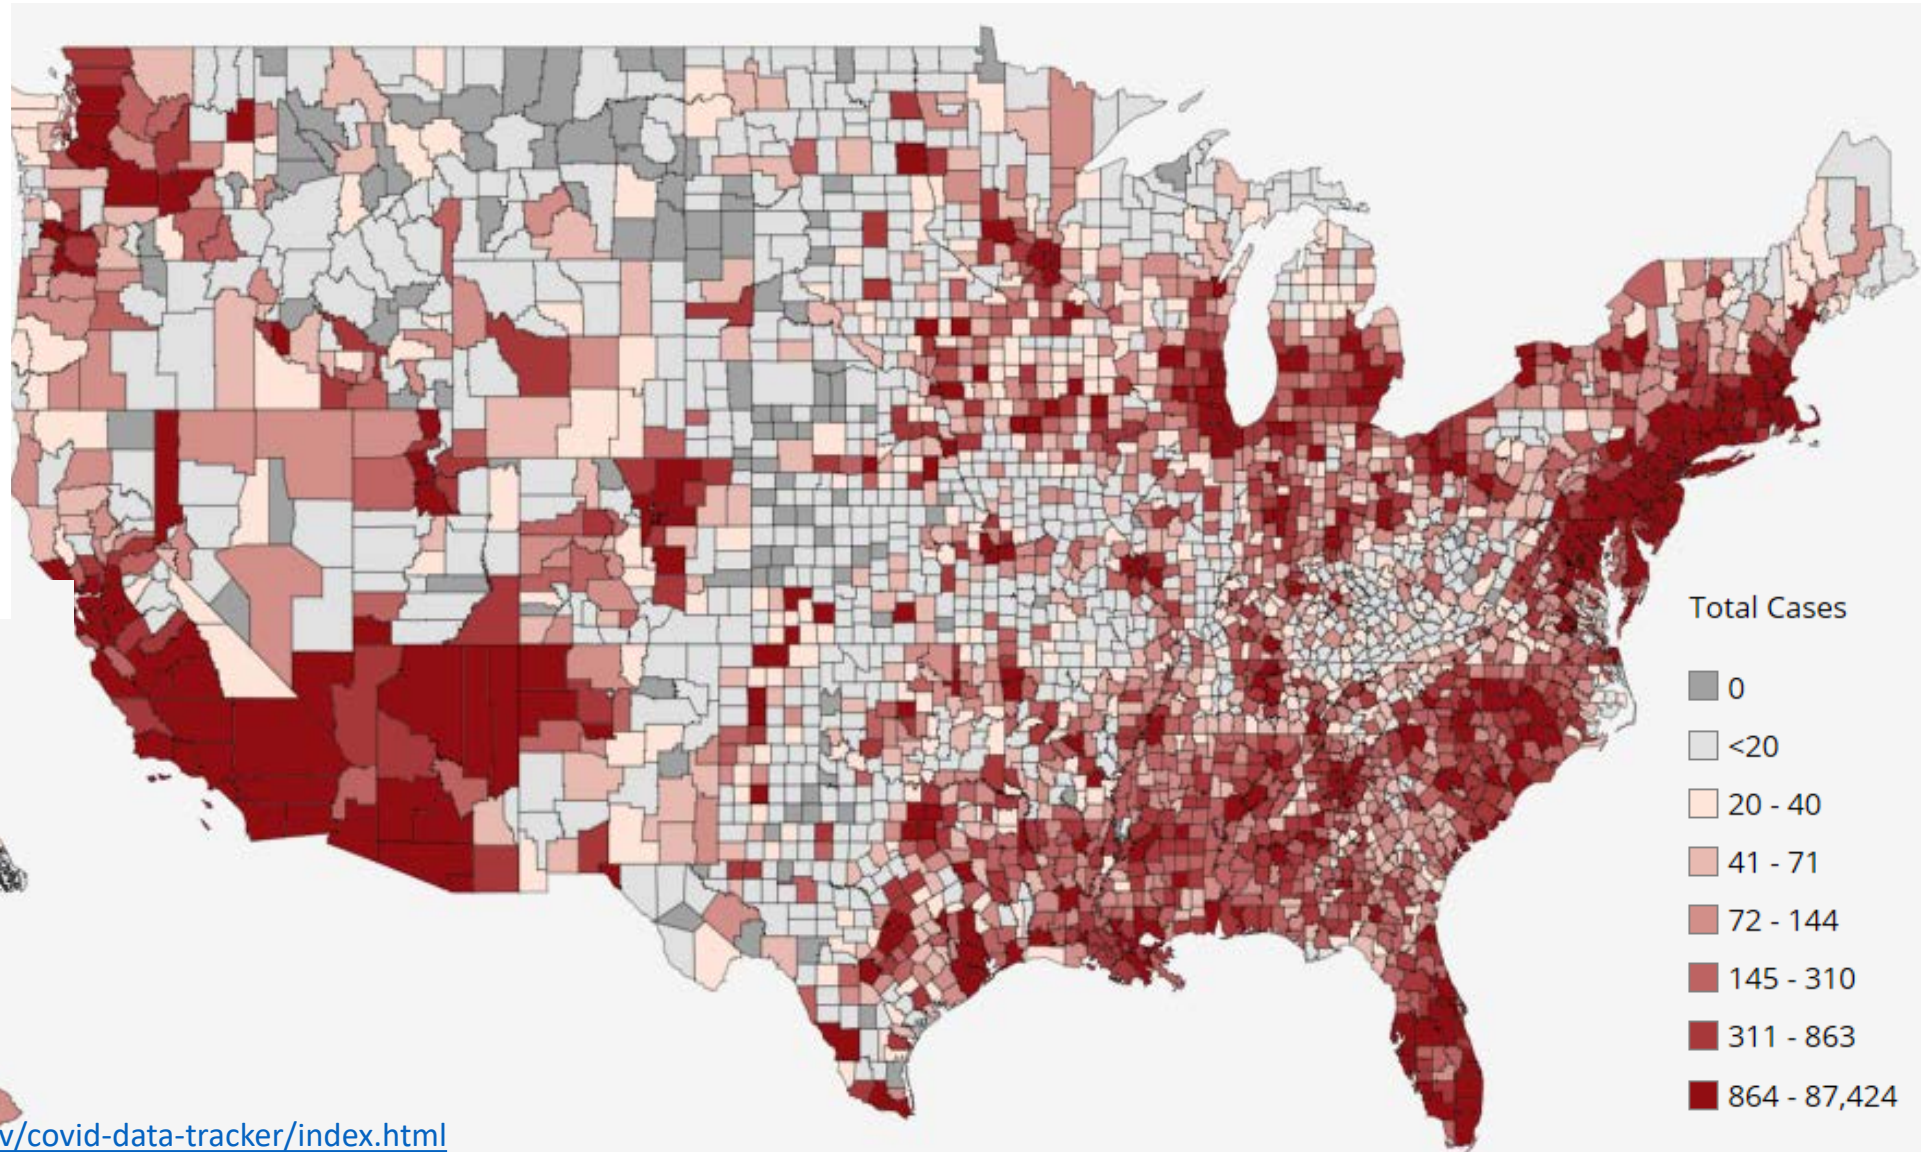 Total Cases
0
<20
20 - 40
41 - 71
72 - 144
145 - 310
311 - 863
864 - 87,424
v/covid-data-tracker/index.html